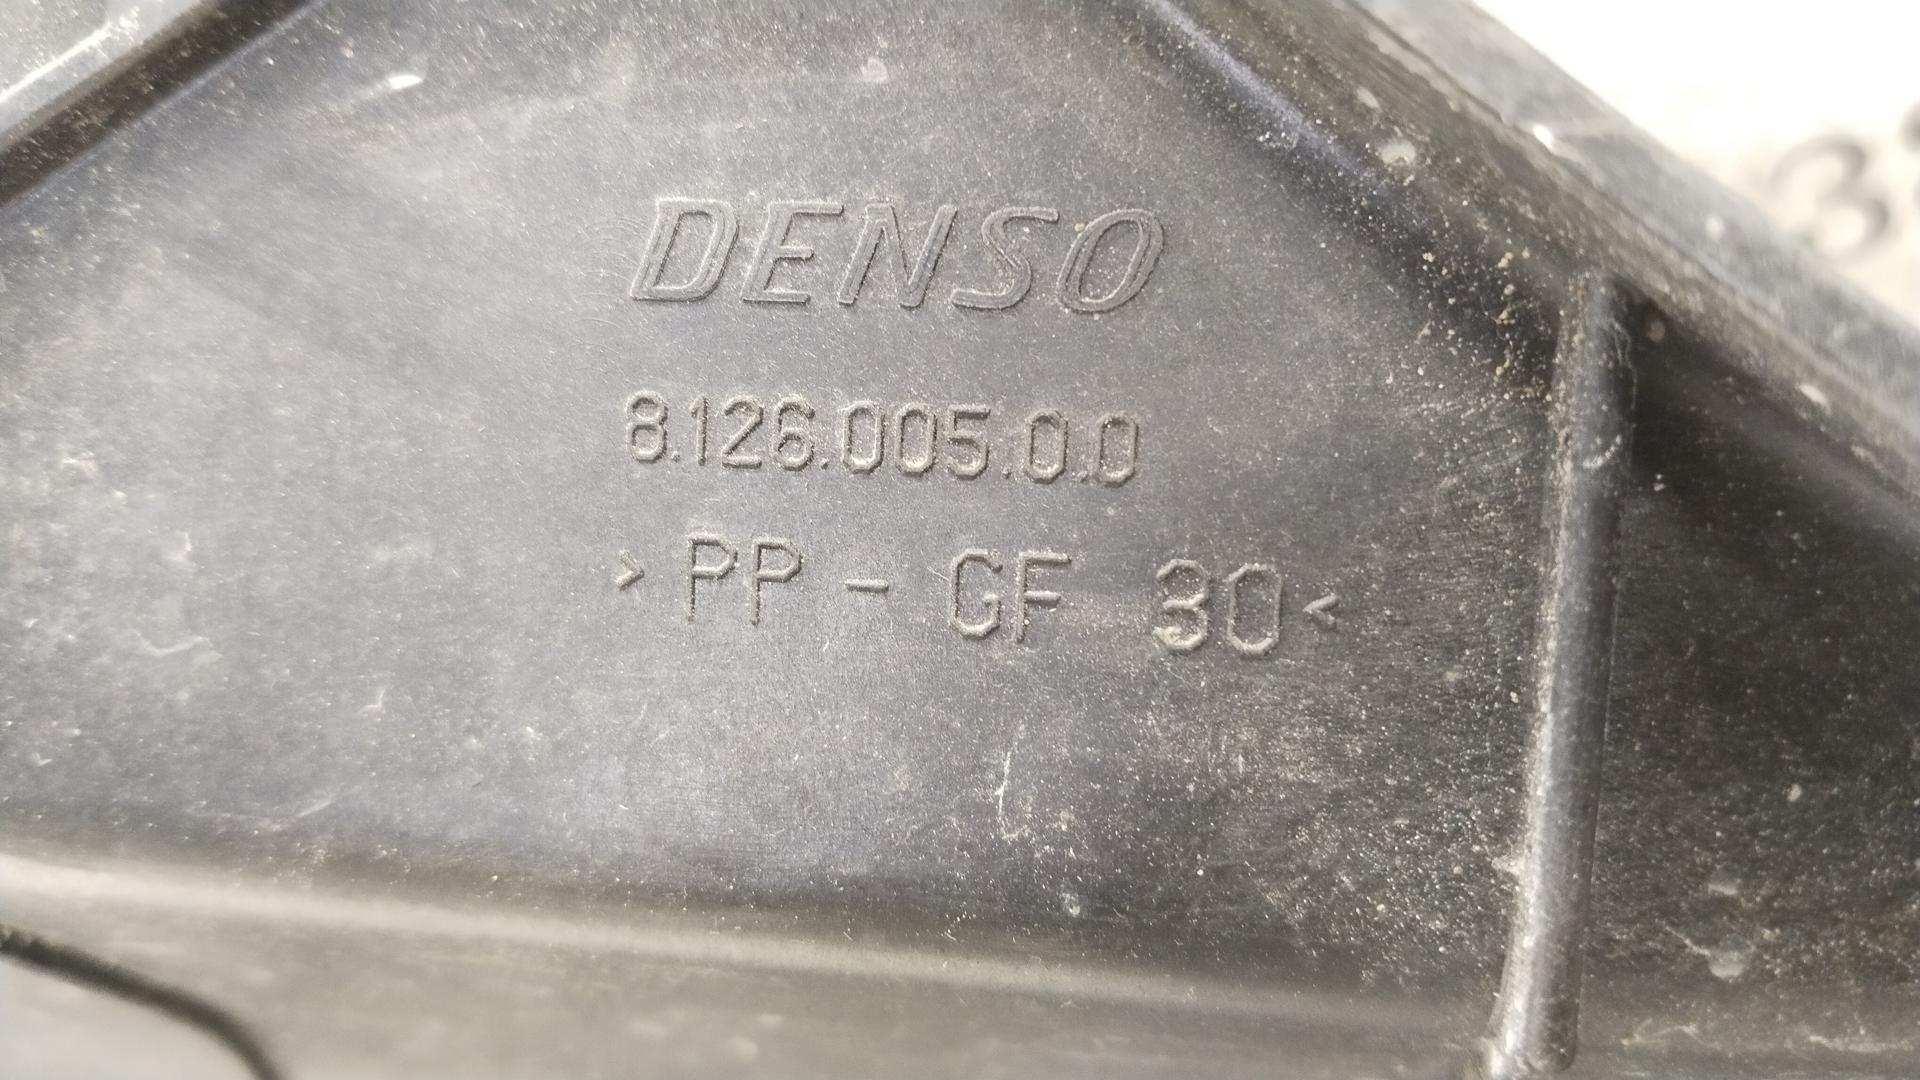 DENSO
8.126.005.0.0
> PP - GF 30 <